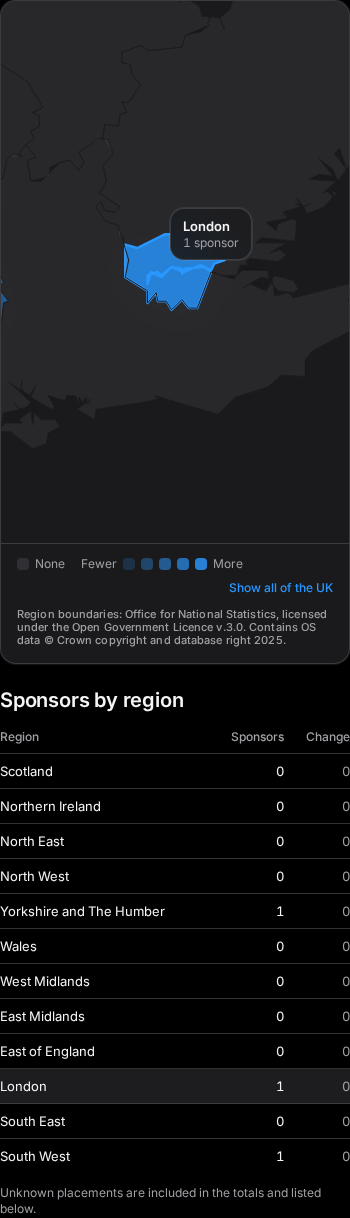 London
1 sponsor
None Fewer More
Show all of the UK
Region boundaries: Office for National Statistics, licensed
under the Open Government Licence v.3.0. Contains OS
data © Crown copyright and database right 2025.
Sponsors by region
Region Sponsors Change
Scotland 0 0
Northern Ireland 0 0
North East 0 0
North West 0 0
Yorkshire and The Humber 1 0
Wales 0 0
West Midlands 0 0
East Midlands 0 0
East of England 0 0
London 1 0
South East 0 0
South West 1 0
Unknown placements are included in the totals and listed
below.